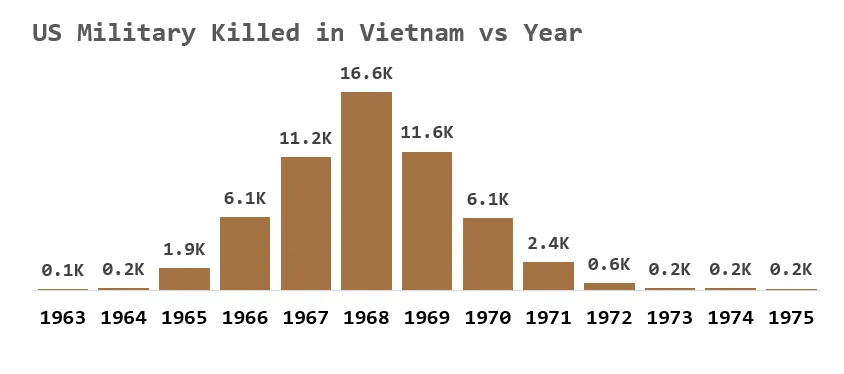 US Military Killed in Vietnam vs Year
16.6K
11.2K 11.6K
6.1K 6.1K
1.9K 2.4K
0.1K 0.2K 0.6K 0.2K 0.2K 0.2K
1963 1964 1965 1966 1967 1968 1969 1970 1971 1972 1973 1974 1975